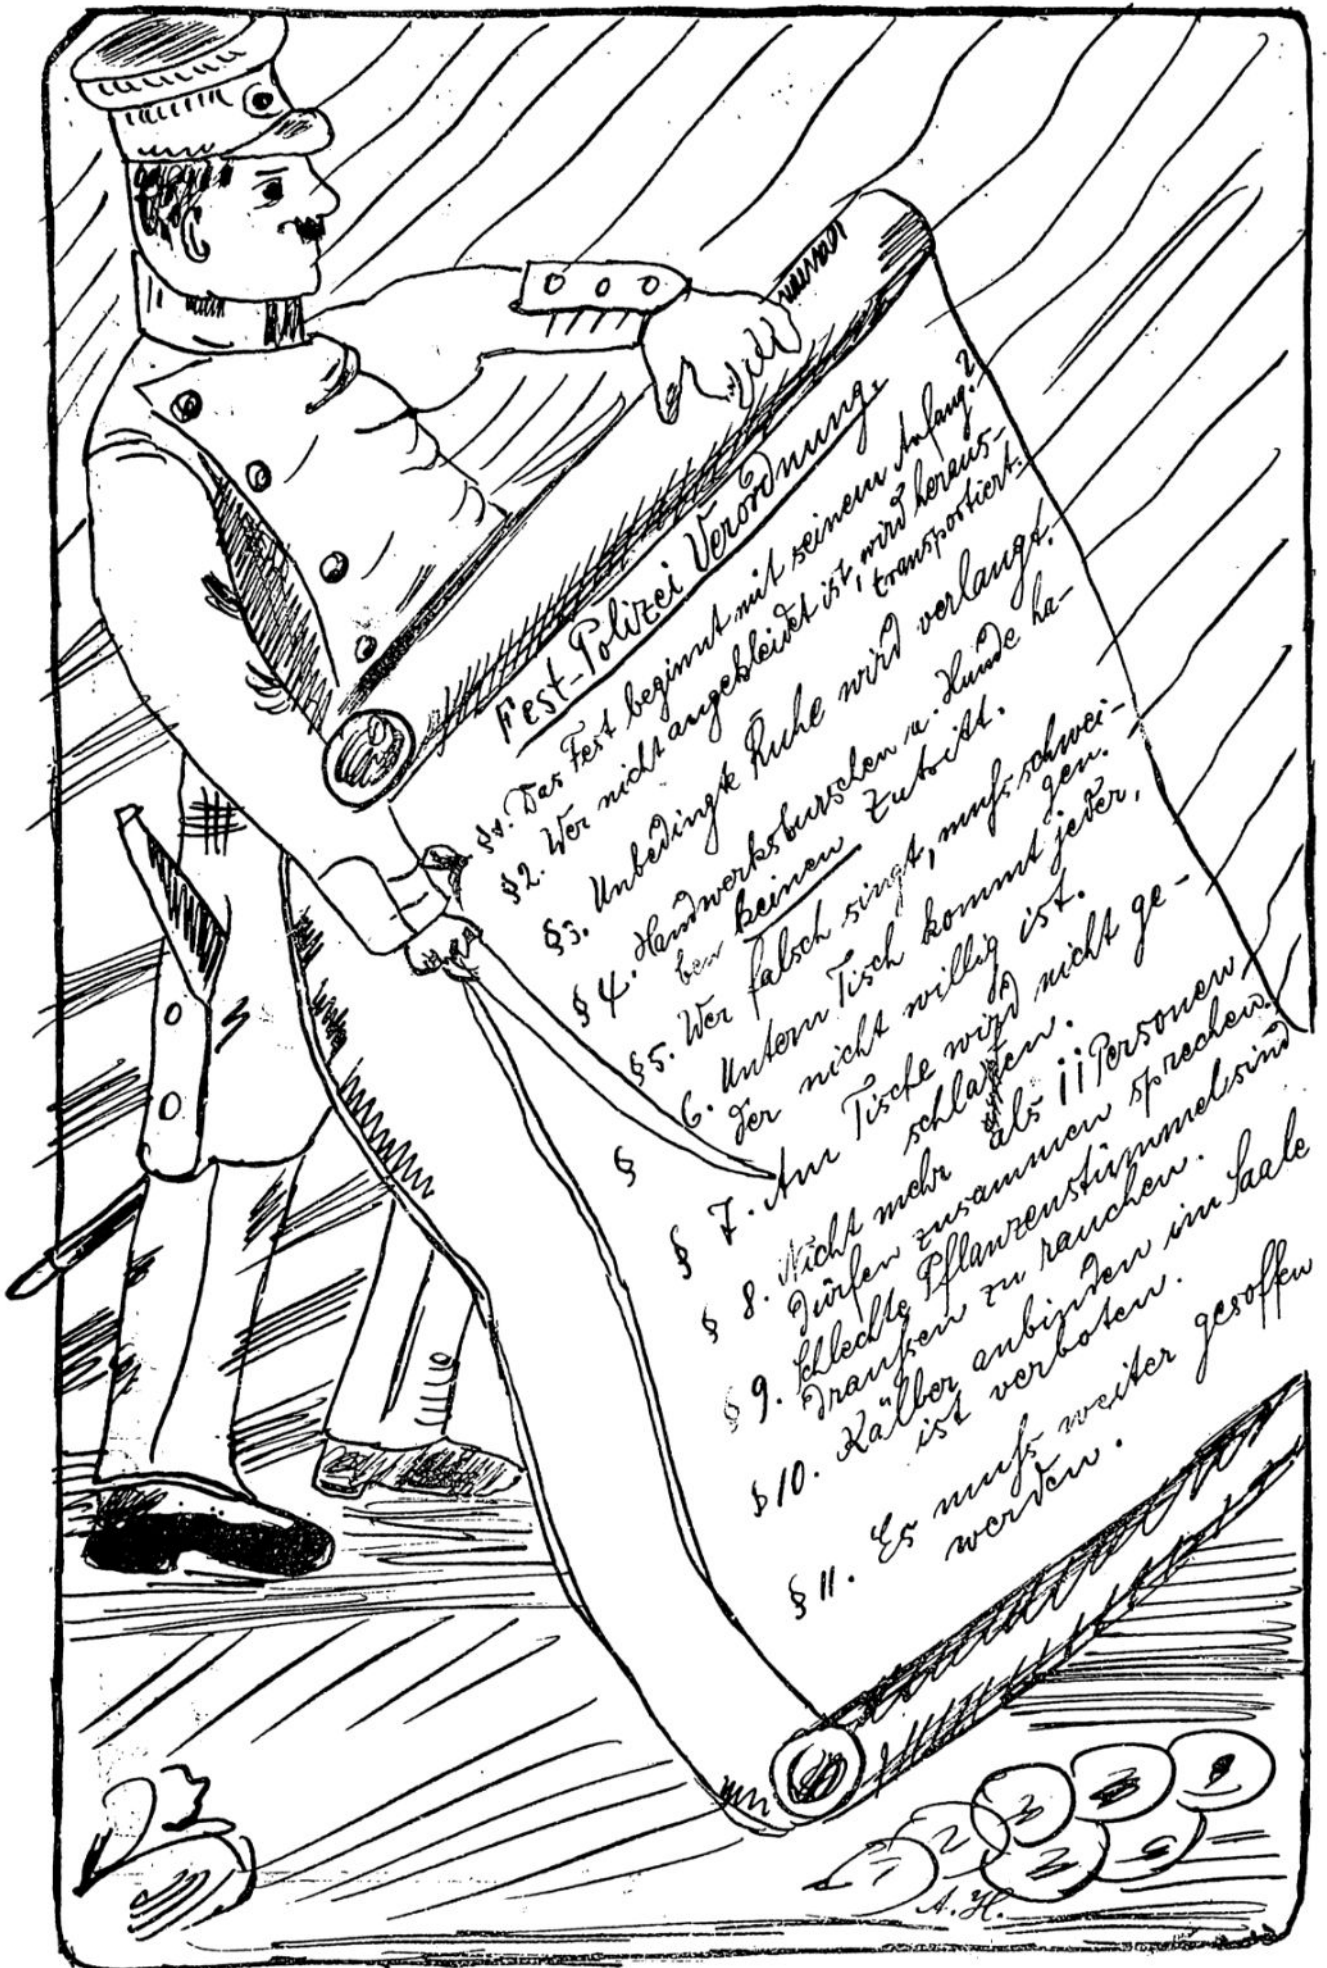 Fest-Polizei Verordnung.
§1. Das Fest beginnt mit seinem Anfang.
§2. Wer nicht angekleidet ist, wird heraus-
transportiert.
§3. Unbedingte Ruhe wird verlangt.
§ 4. Handwerksburschen u. Hunde ha-
ben keinen Zutritt.
§5. Wer falsch singt, muß schwei-
gen.
§ 6. Unterm Tisch kommt jeder,
der nicht willig ist.
§ 7. Am Tische wird nicht ge-
schlafen.
§ 8. Nicht mehr als 11 Personen
dürfen zusammen sprechen.
§ 9. Schlechte Pflanzenstümmel sind
draußen zu rauchen.
§ 10. Kälber anbinden im Saale
ist verboten.
§ 11. Es muß weiter gesoffen
werden.
A. H.